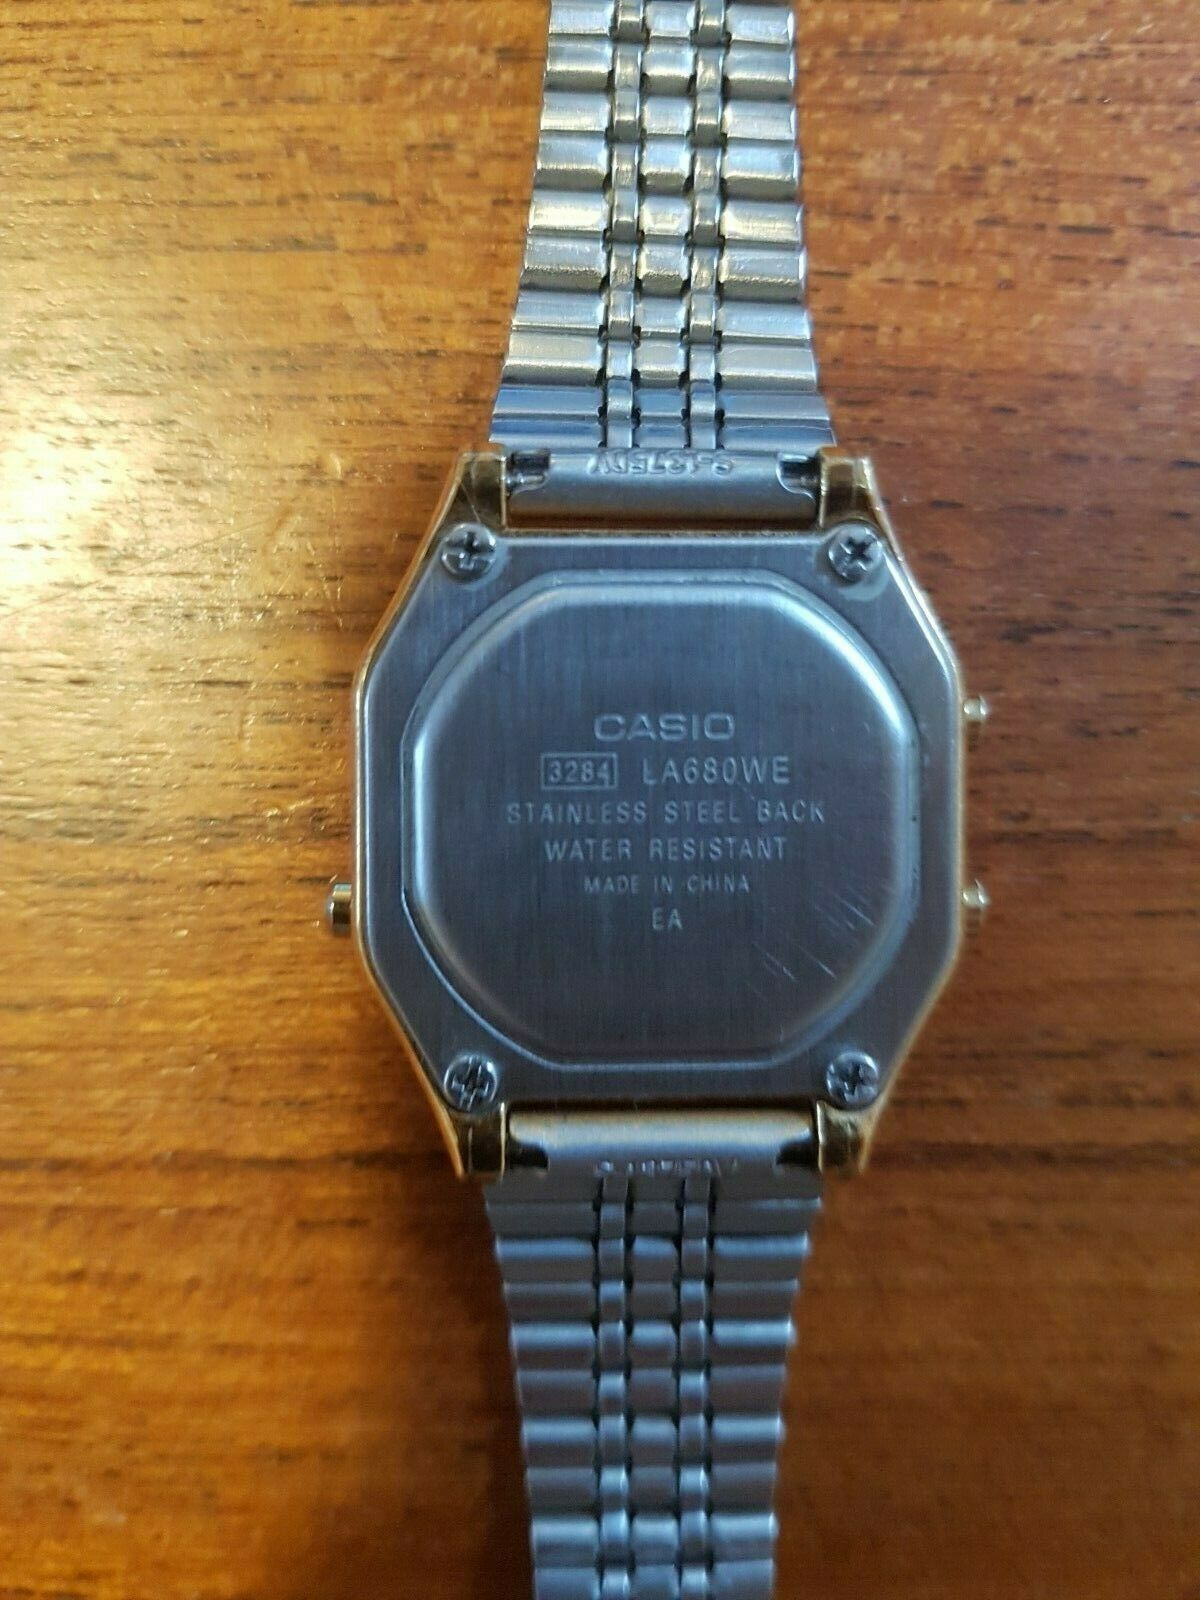 CASIO
3284 LA680WE
STAINLESS STEEL BACK
WATER RESISTANT
MADE IN CHINA
EA